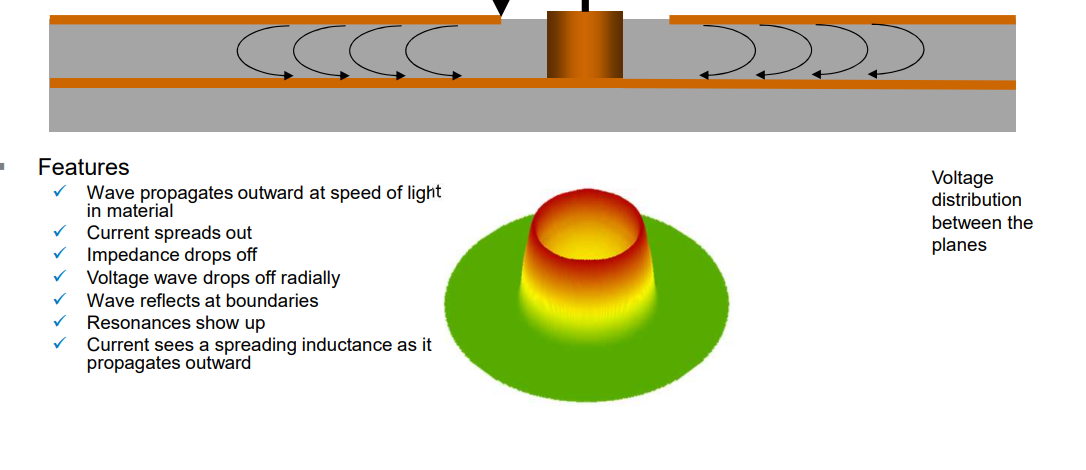 Features
✓ Wave propagates outward at speed of light
in material
✓ Current spreads out
✓ Impedance drops off
✓ Voltage wave drops off radially
✓ Wave reflects at boundaries
✓ Resonances show up
✓ Current sees a spreading inductance as it
propagates outward
Voltage
distribution
between the
planes